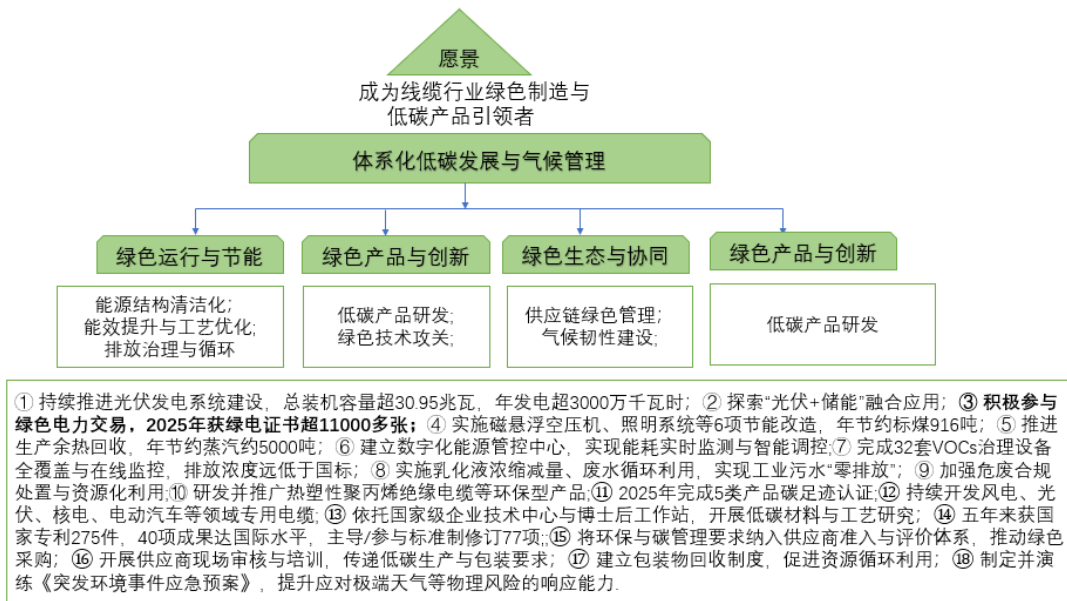 愿景
成为线缆行业绿色制造与
低碳产品引领者
体系化低碳发展与气候管理
绿色运行与节能
绿色产品与创新
绿色生态与协同
绿色产品与创新
能源结构清洁化;
能效提升与工艺优化;
排放治理与循环
低碳产品研发;
绿色技术攻关;
供应链绿色管理;
气候韧性建设;
低碳产品研发
① 持续推进光伏发电系统建设，总装机容量超30.95兆瓦，年发电超3000万千瓦时；② 探索“光伏+储能”融合应用；③ 积极参与
绿色电力交易，2025年获绿电证书超11000多张；④ 实施磁悬浮空压机、照明系统等6项节能改造，年节约标煤916吨；⑤ 推进
生产余热回收，年节约蒸汽约5000吨；⑥ 建立数字化能源管控中心，实现能耗实时监测与智能调控;⑦ 完成32套VOCs治理设备
全覆盖与在线监控，排放浓度远低于国标；⑧ 实施乳化液浓缩减量、废水循环利用，实现工业污水“零排放”；⑨ 加强危废合规
处置与资源化利用;⑩ 研发并推广热塑性聚丙烯绝缘电缆等环保型产品;⑪ 2025年完成5类产品碳足迹认证;⑫ 持续开发风电、光
伏、核电、电动汽车等领域专用电缆; ⑬ 依托国家级企业技术中心与博士后工作站，开展低碳材料与工艺研究；⑭ 五年来获国
家专利275件，40项成果达国际水平，主导/参与标准制修订77项;;⑮ 将环保与碳管理要求纳入供应商准入与评价体系，推动绿色
采购；⑯ 开展供应商现场审核与培训，传递低碳生产与包装要求；⑰ 建立包装物回收制度，促进资源循环利用；⑱ 制定并演
练《突发环境事件应急预案》，提升应对极端天气等物理风险的响应能力.